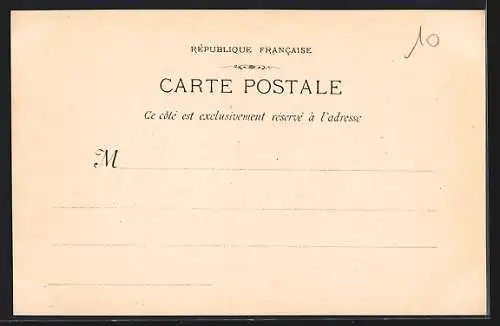 10
RÉPUBLIQUE FRANÇAISE
CARTE POSTALE
Ce côté est exclusivement réservé à l'adresse
M